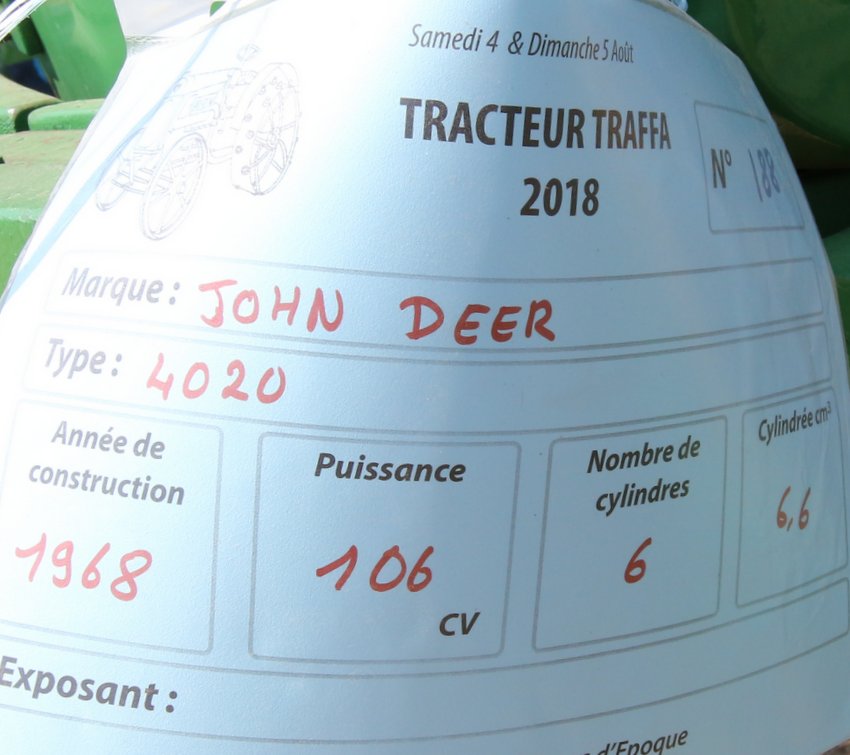 Samedi 4 & Dimanche 5 Août
TRACTEUR TRAFFA
2018
N° 188
Marque : JOHN DEER
Type : 4020
Année de construction
1968
Puissance
106
CV
Nombre de cylindres
6
Cylindrée cm³
6,6
Exposant :
d'Epoque